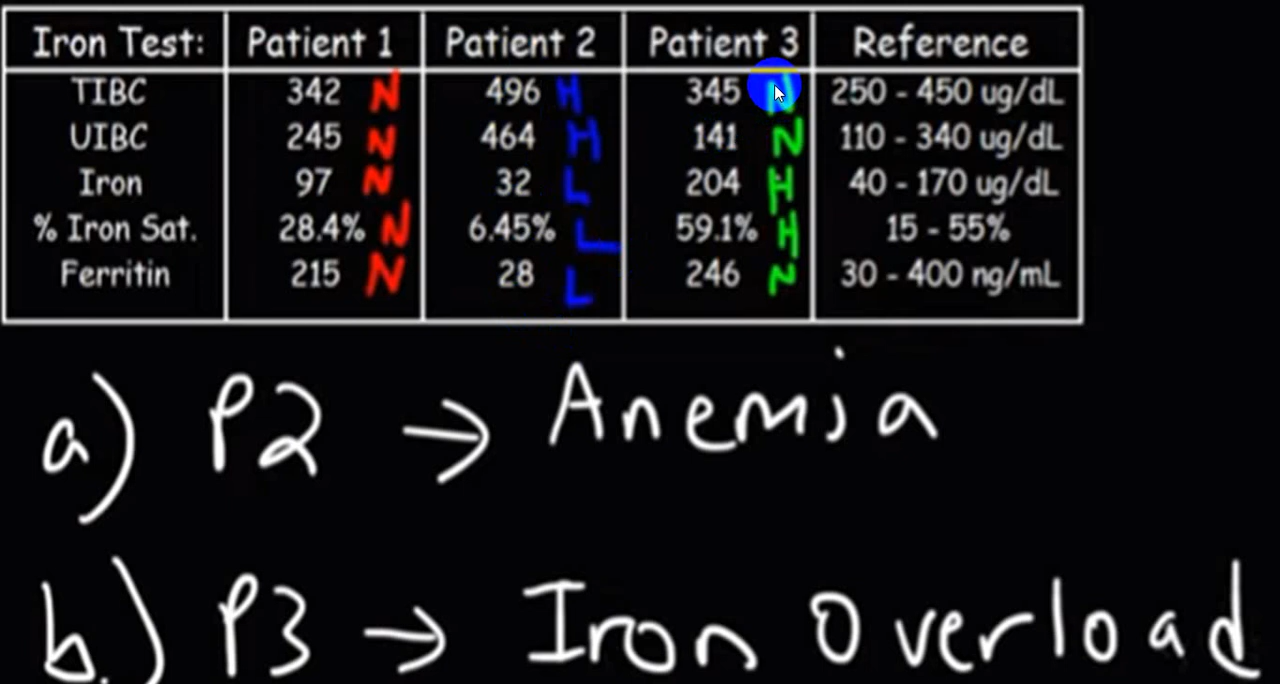 Iron Test: Patient 1 Patient 2 Patient 3 Reference
TIBC 342 N 496 H 345 N 250 - 450 ug/dL
UIBC 245 N 464 H 141 N 110 - 340 ug/dL
Iron 97 N 32 L 204 H 40 - 170 ug/dL
% Iron Sat. 28.4% N 6.45% L 59.1% H 15 - 55%
Ferritin 215 N 28 L 246 N 30 - 400 ng/mL
a) P2 → Anemia
b.) P3 → Iron Overload